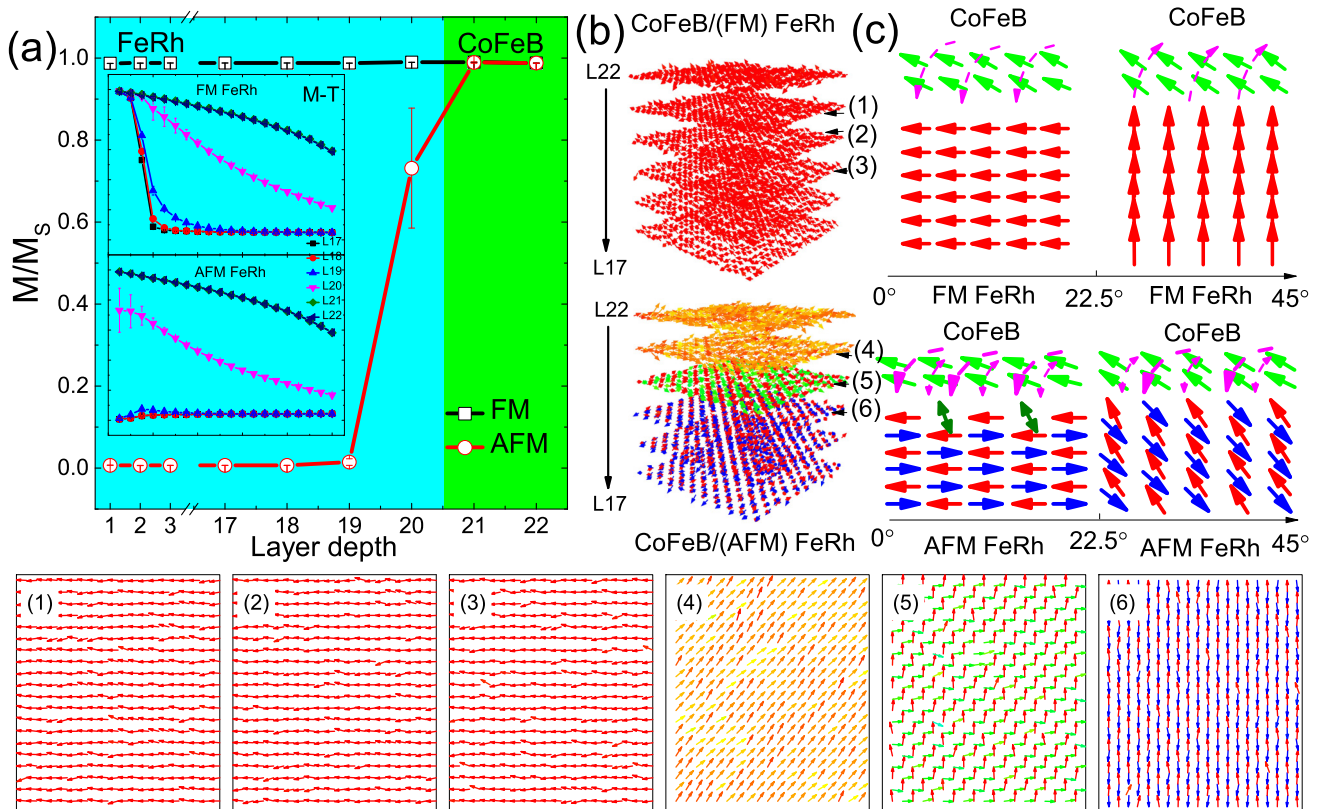 (a)
FeRh
CoFeB
M/M_S
1.0
0.8
0.6
0.4
0.2
0.0
FM FeRh
M-T
L17
L18
L19
L20
L21
L22
AFM FeRh
FM
AFM
1 2 3 17 18 19 20 21 22
Layer depth
(b)
CoFeB/(FM) FeRh
L22
(1)
(2)
(3)
L17
L22
(4)
(5)
(6)
L17
CoFeB/(AFM) FeRh
(c)
CoFeB CoFeB
0° FM FeRh 22.5° FM FeRh 45°
CoFeB CoFeB
0° AFM FeRh 22.5° AFM FeRh 45°
(1) (2) (3) (4) (5) (6)